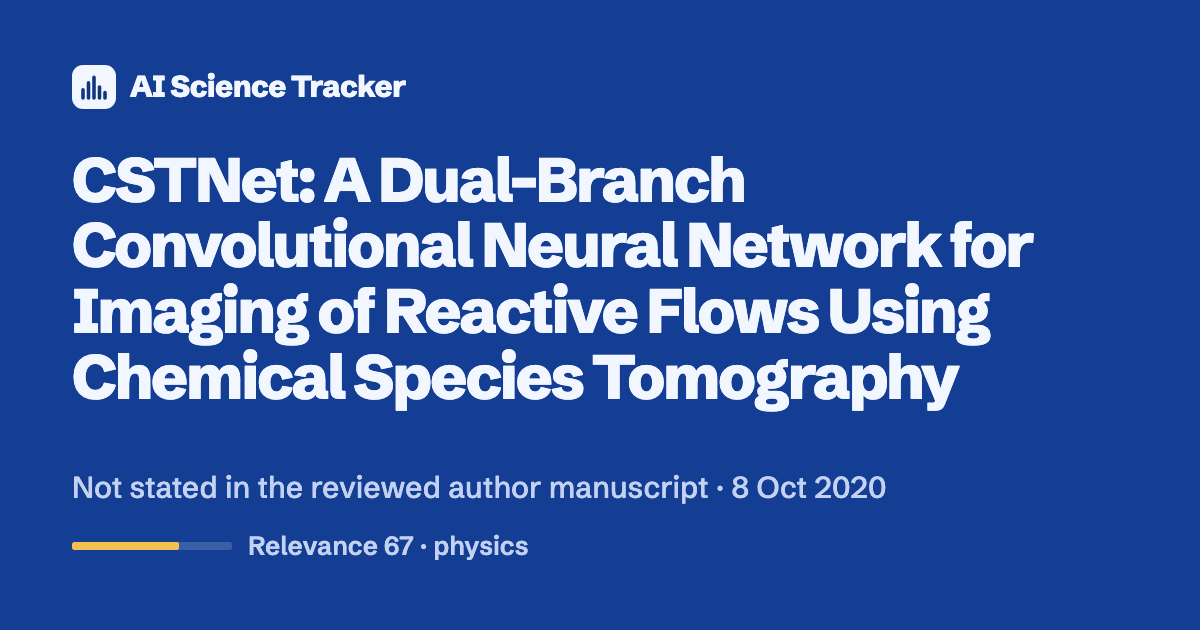 AI Science Tracker
CSTNet: A Dual-Branch
Convolutional Neural Network for
Imaging of Reactive Flows Using
Chemical Species Tomography
Not stated in the reviewed author manuscript · 8 Oct 2020
Relevance 67 · physics